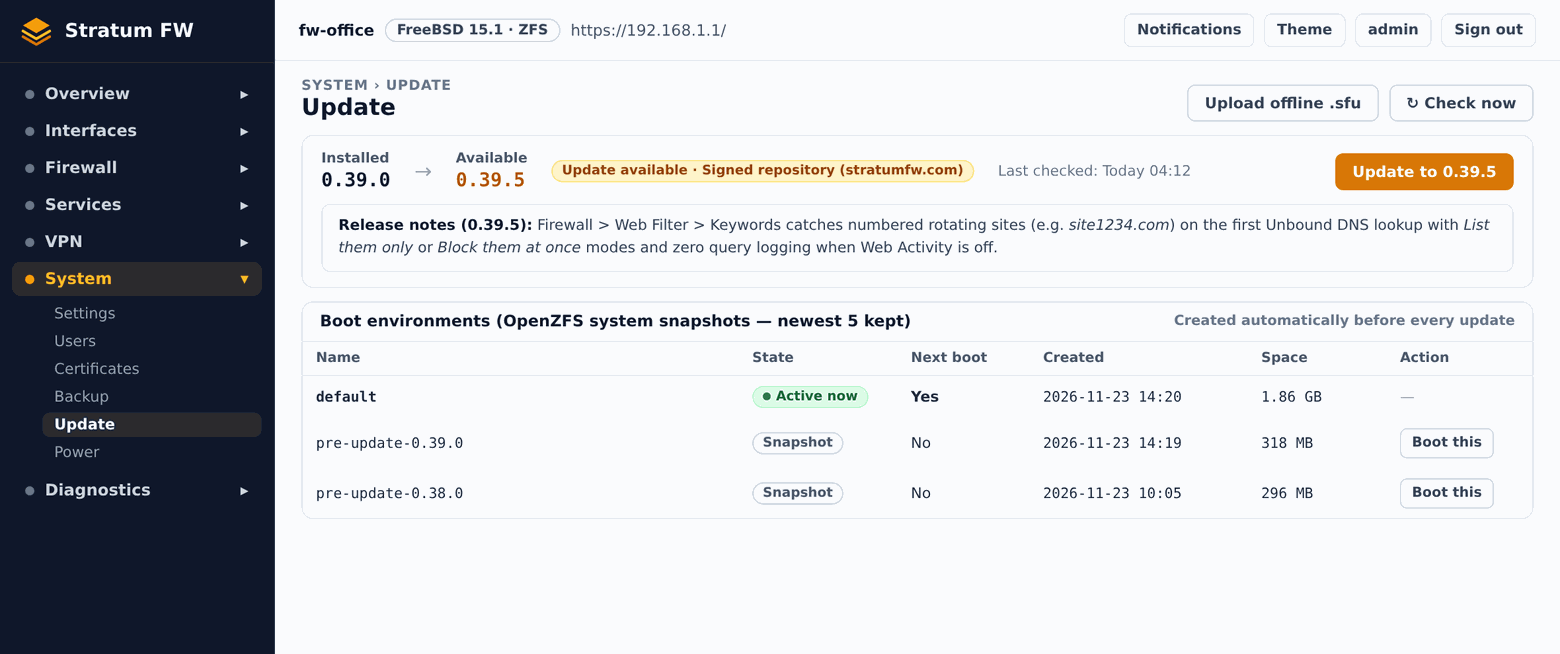 Stratum FW
fw-office
FreeBSD 15.1 · ZFS
https://192.168.1.1/
Notifications
Theme
admin
Sign out
Overview ▶
Interfaces ▶
Firewall ▶
Services ▶
VPN ▶
System ▼
Settings
Users
Certificates
Backup
Update
Power
Diagnostics ▶
SYSTEM › UPDATE
Update
Upload offline .sfu
↻ Check now
Installed
0.39.0
→
Available
0.39.5
Update available · Signed repository (stratumfw.com)
Last checked: Today 04:12
Update to 0.39.5
Release notes (0.39.5): Firewall > Web Filter > Keywords catches numbered rotating sites (e.g. site1234.com) on the first Unbound DNS lookup with List
them only or Block them at once modes and zero query logging when Web Activity is off.
Boot environments (OpenZFS system snapshots — newest 5 kept)
Created automatically before every update
Name State Next boot Created Space Action
default ● Active now Yes 2026-11-23 14:20 1.86 GB —
pre-update-0.39.0 Snapshot No 2026-11-23 14:19 318 MB Boot this
pre-update-0.38.0 Snapshot No 2026-11-23 10:05 296 MB Boot this